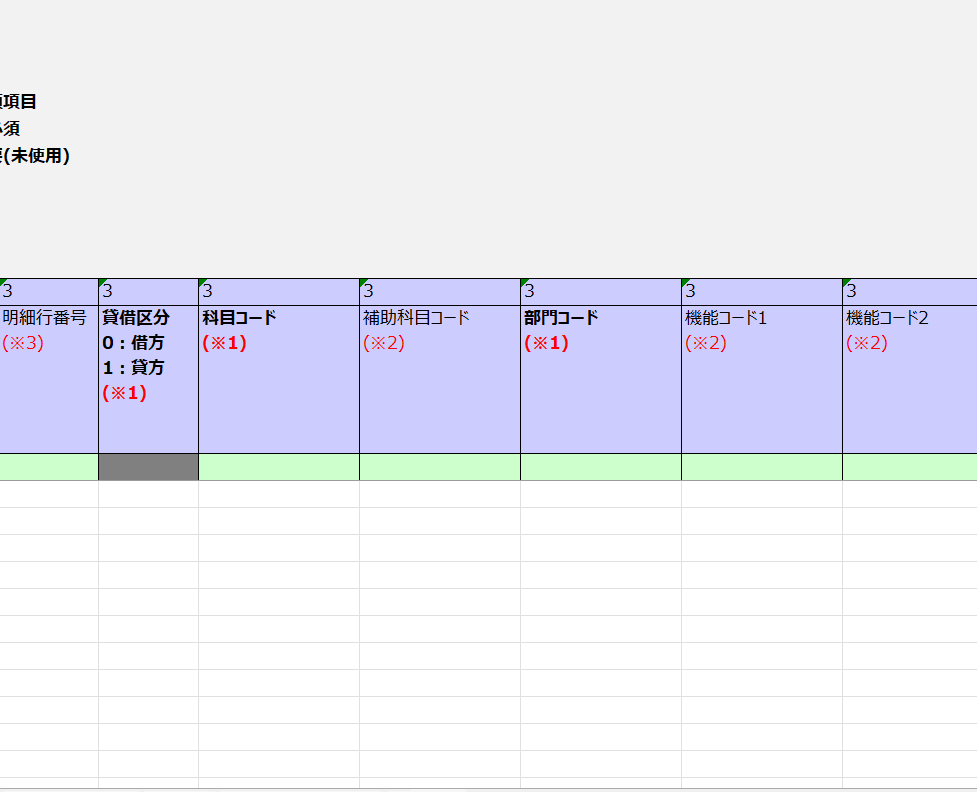 項目
須
(未使用)
3 3 3 3 3 3 3
明細行番号 貸借区分 科目コード 補助科目コード 部門コード 機能コード1 機能コード2
(※3) 0：借方 (※1) (※2) (※1) (※2) (※2)
1：貸方
(※1)